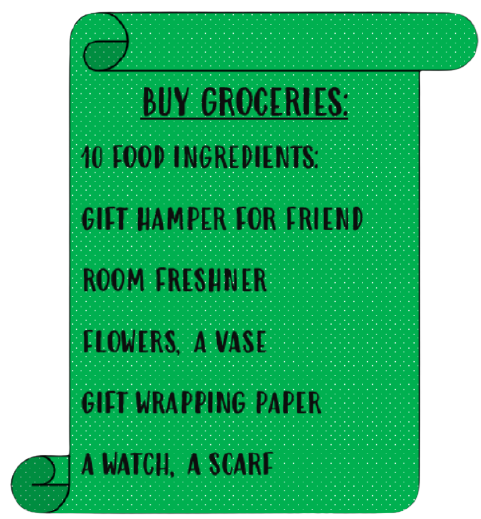 BUY GROCERIES:
10 FOOD INGREDIENTS:
GIFT HAMPER FOR FRIEND
ROOM FRESHNER
FLOWERS, A VASE
GIFT WRAPPING PAPER
A WATCH, A SCARF